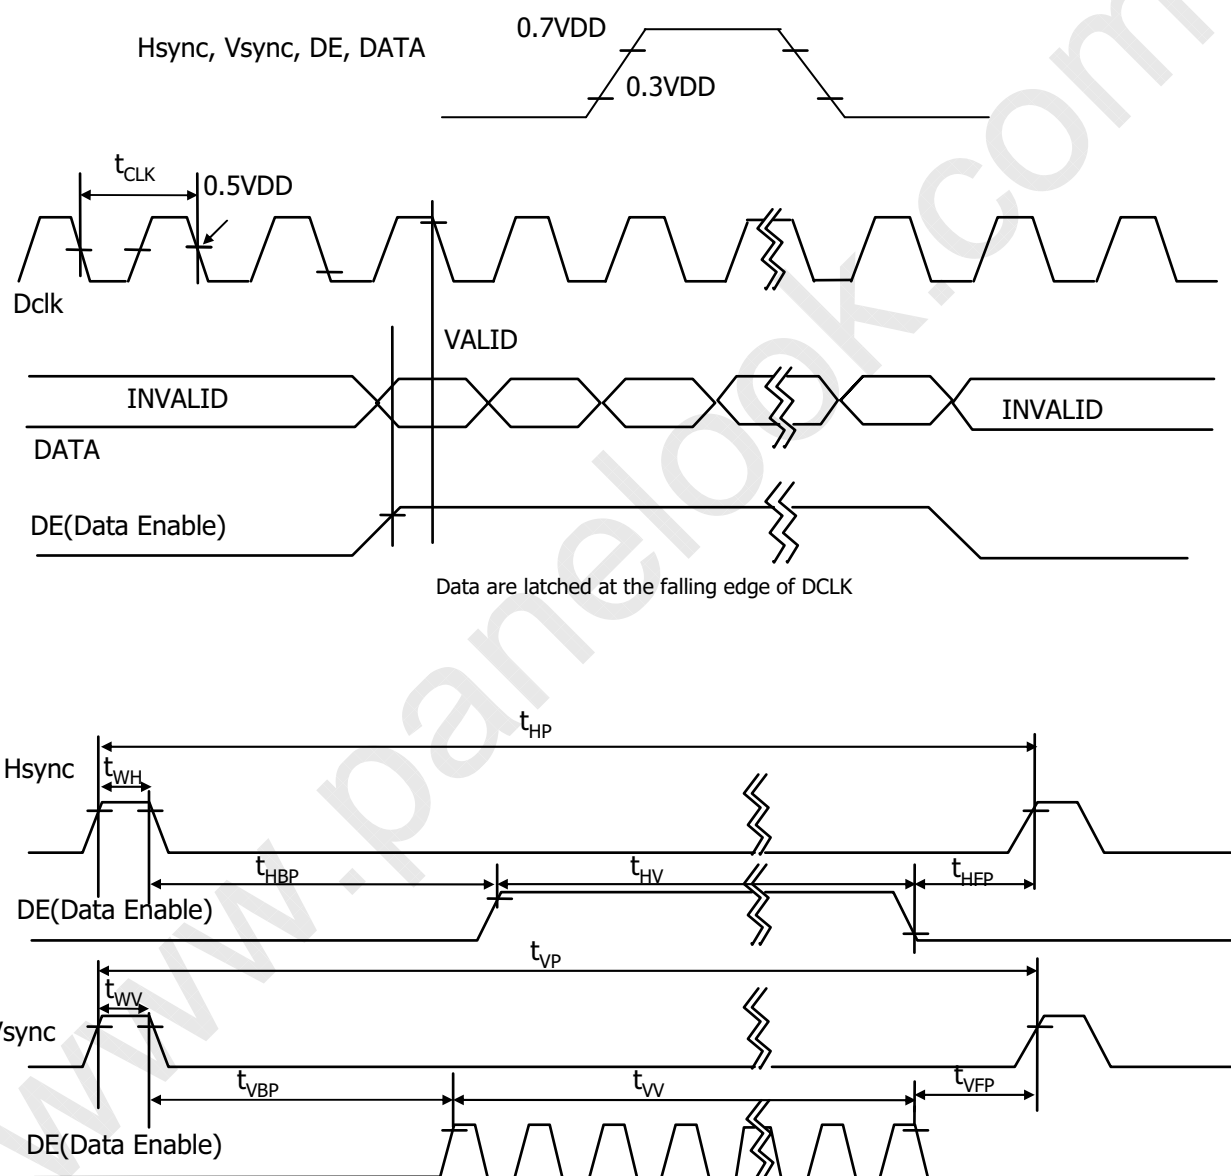 0.7VDD
Hsync, Vsync, DE, DATA
0.3VDD
tCLK
0.5VDD
Dclk
VALID
INVALID
INVALID
DATA
DE(Data Enable)
Data are latched at the falling edge of DCLK
tHP
Hsync
tWH
tHBP
tHV
tHFP
DE(Data Enable)
tVP
tWV
sync
tVBP
tVV
tVFP
DE(Data Enable)
www.panelook.com